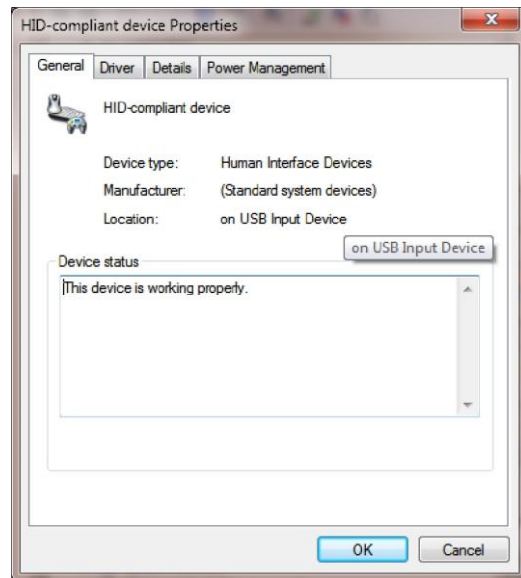 HID-compliant device Properties
X
General Driver Details Power Management
HID-compliant device
Device type: Human Interface Devices
Manufacturer: (Standard system devices)
Location: on USB Input Device
on USB Input Device
Device status
This device is working properly.
OK Cancel